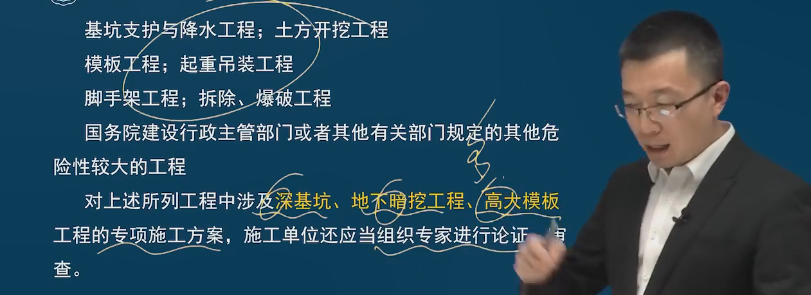 基坑支护与降水工程；土方开挖工程
模板工程；起重吊装工程
脚手架工程；拆除、爆破工程
国务院建设行政主管部门或者其他有关部门规定的其他危
险性较大的工程
对上述所列工程中涉及深基坑、地下暗挖工程、高大模板
工程的专项施工方案，施工单位还应当组织专家进行论证、审
查。